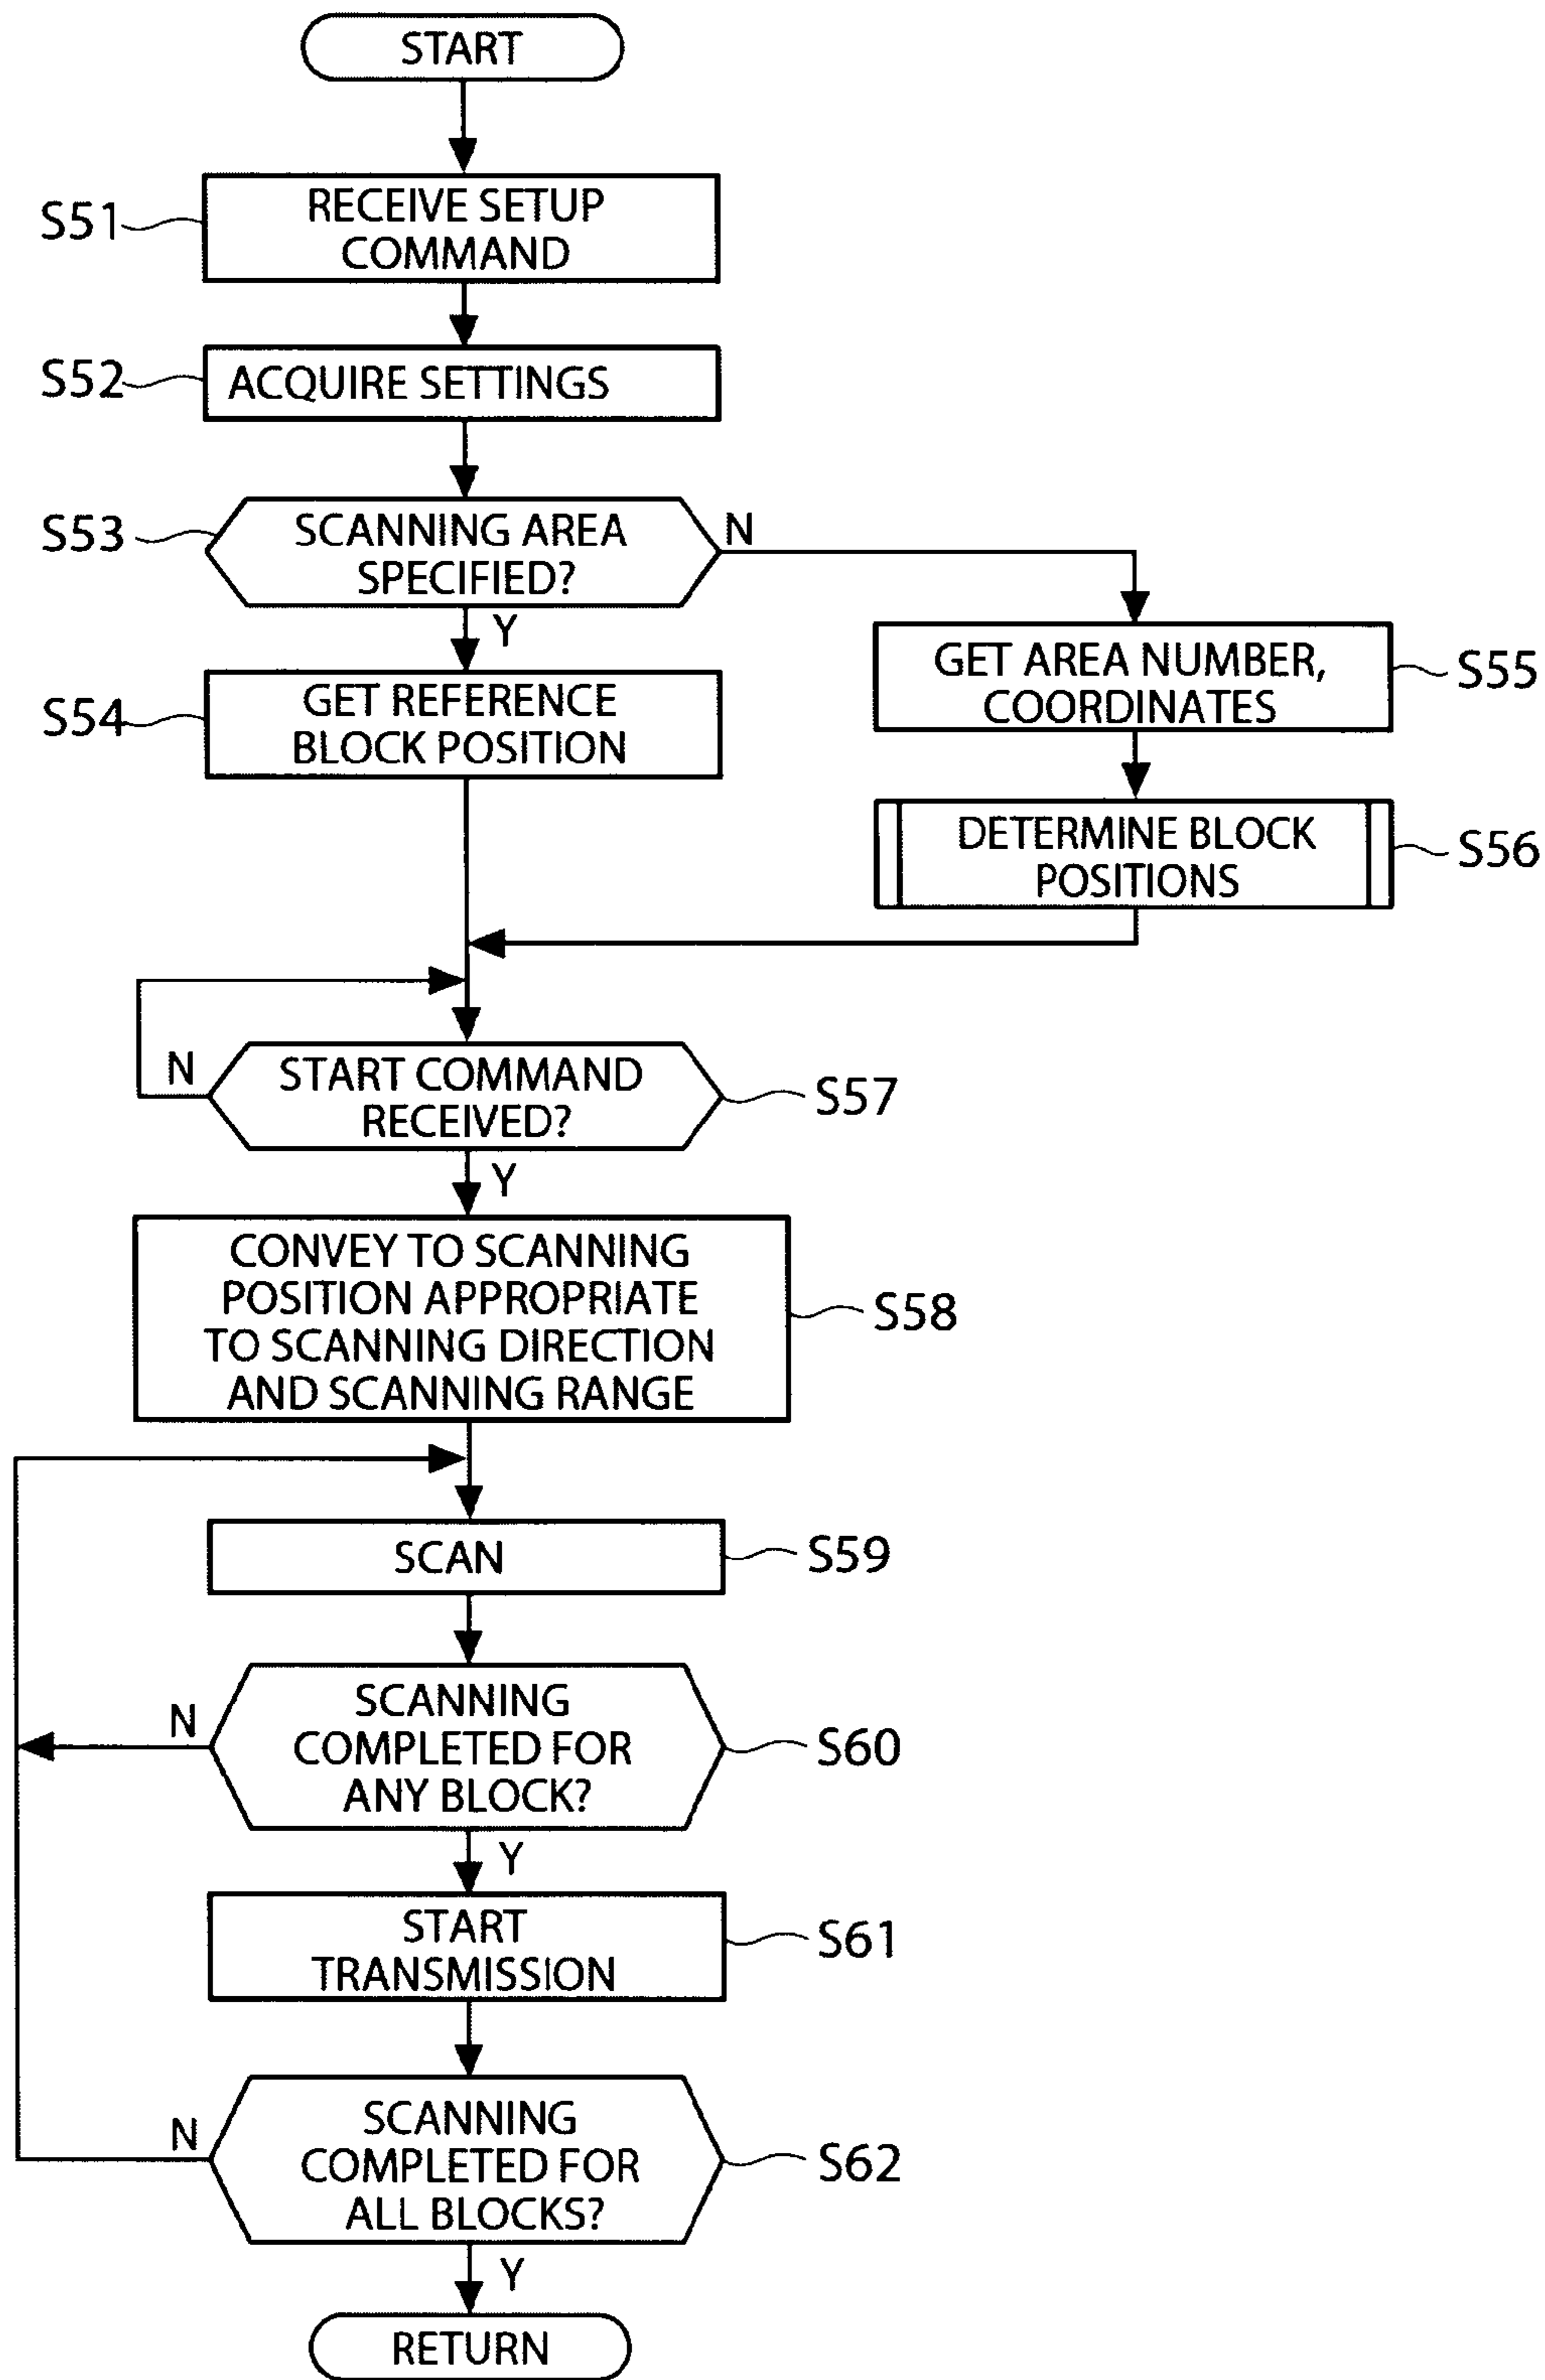 START
S51
RECEIVE SETUP
COMMAND
S52
ACQUIRE SETTINGS
S53
SCANNING AREA
SPECIFIED?
N
Y
S54
GET REFERENCE
BLOCK POSITION
GET AREA NUMBER,
COORDINATES
S55
DETERMINE BLOCK
POSITIONS
S56
N
START COMMAND
RECEIVED?
S57
Y
CONVEY TO SCANNING
POSITION APPROPRIATE
TO SCANNING DIRECTION
AND SCANNING RANGE
S58
SCAN
S59
N
SCANNING
COMPLETED FOR
ANY BLOCK?
S60
Y
START
TRANSMISSION
S61
N
SCANNING
COMPLETED FOR
ALL BLOCKS?
S62
Y
RETURN